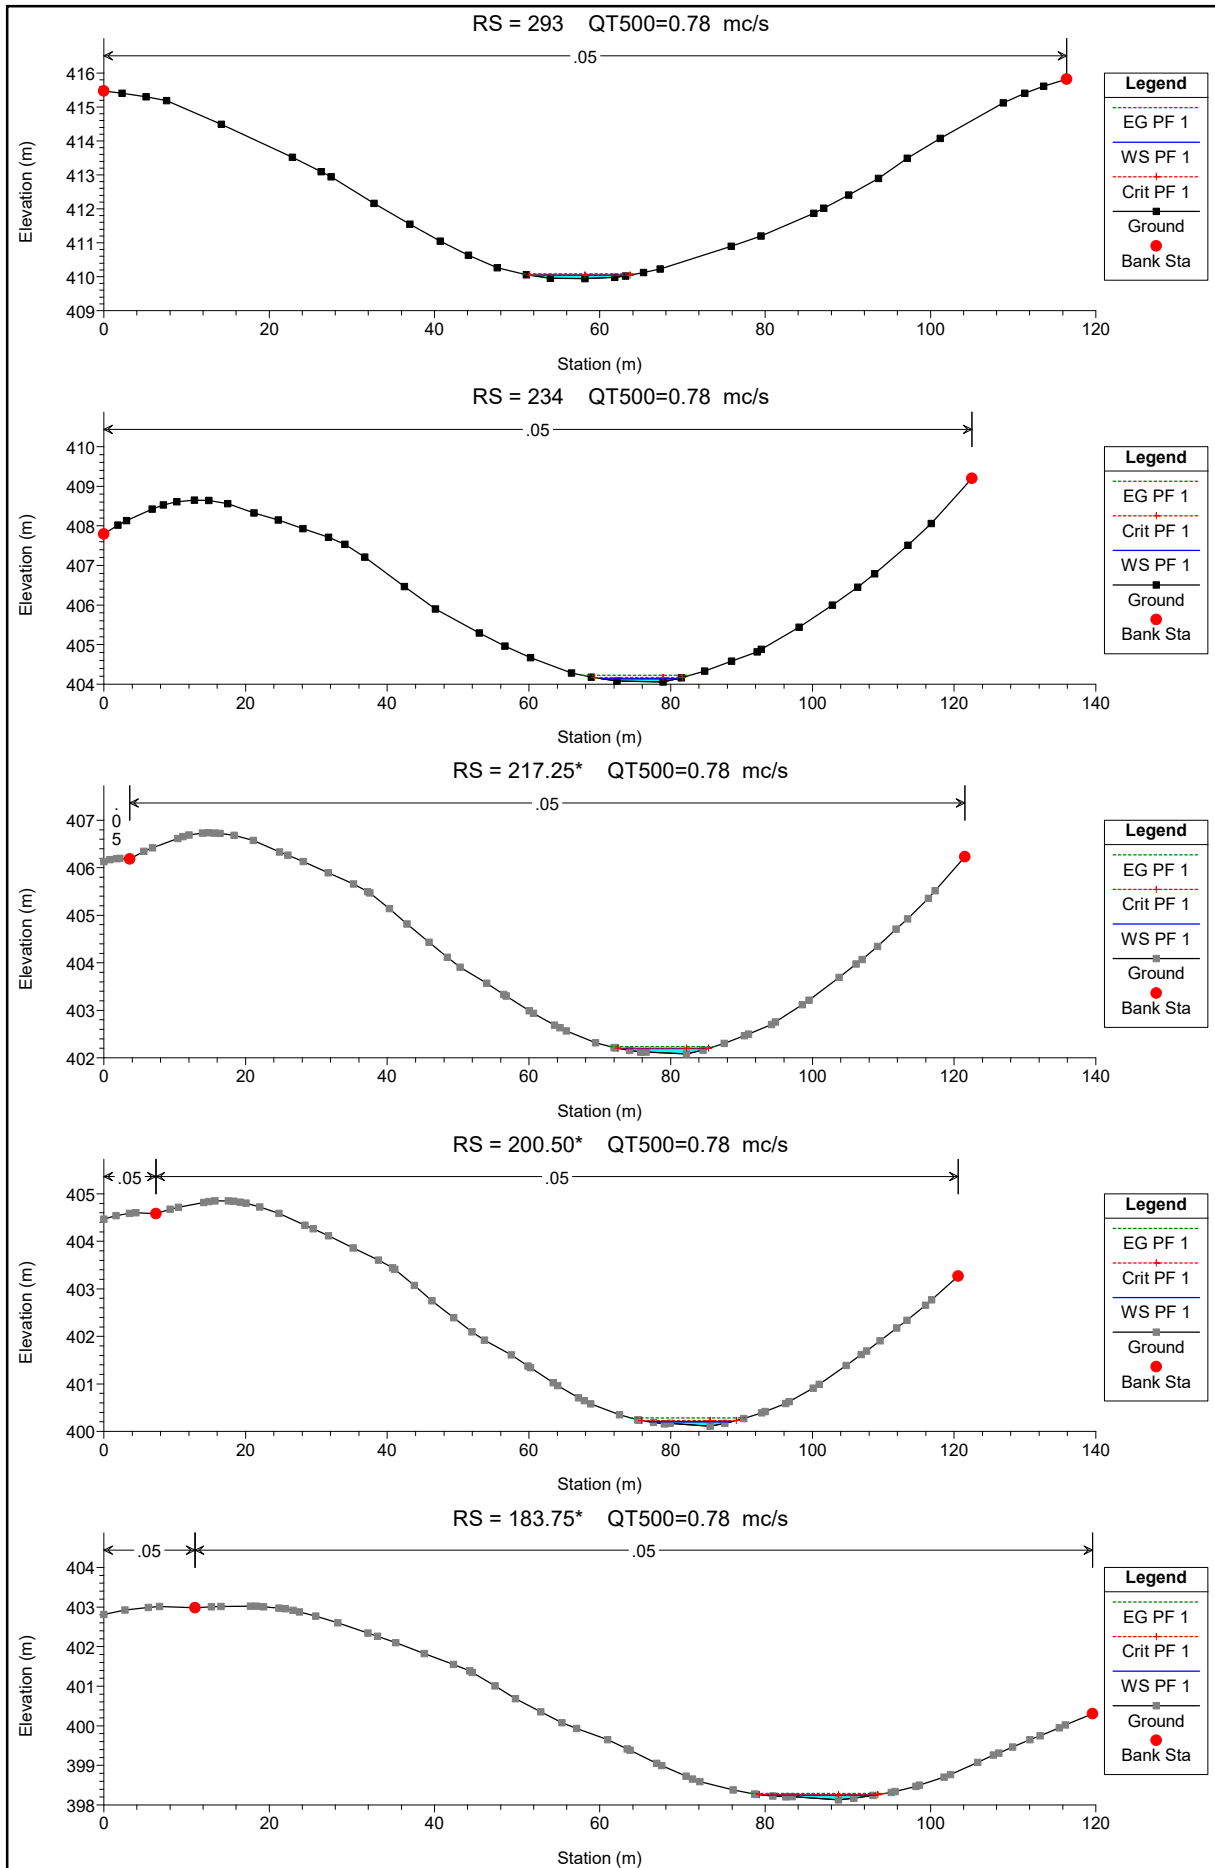 RS = 293 QT500=0.78 mc/s
.05
Elevation (m)
416
415
414
413
412
411
410
409
0 20 40 60 80 100 120
Station (m)
Legend
EG PF 1
WS PF 1
Crit PF 1
Ground
Bank Sta
RS = 234 QT500=0.78 mc/s
.05
Elevation (m)
410
409
408
407
406
405
404
0 20 40 60 80 100 120 140
Station (m)
Legend
EG PF 1
Crit PF 1
WS PF 1
Ground
Bank Sta
RS = 217.25* QT500=0.78 mc/s
.05
.05
Elevation (m)
407
406
405
404
403
402
0 20 40 60 80 100 120 140
Station (m)
Legend
EG PF 1
Crit PF 1
WS PF 1
Ground
Bank Sta
RS = 200.50* QT500=0.78 mc/s
.05
.05
Elevation (m)
405
404
403
402
401
400
0 20 40 60 80 100 120 140
Station (m)
Legend
EG PF 1
Crit PF 1
WS PF 1
Ground
Bank Sta
RS = 183.75* QT500=0.78 mc/s
.05
.05
Elevation (m)
404
403
402
401
400
399
398
0 20 40 60 80 100 120
Station (m)
Legend
EG PF 1
Crit PF 1
WS PF 1
Ground
Bank Sta